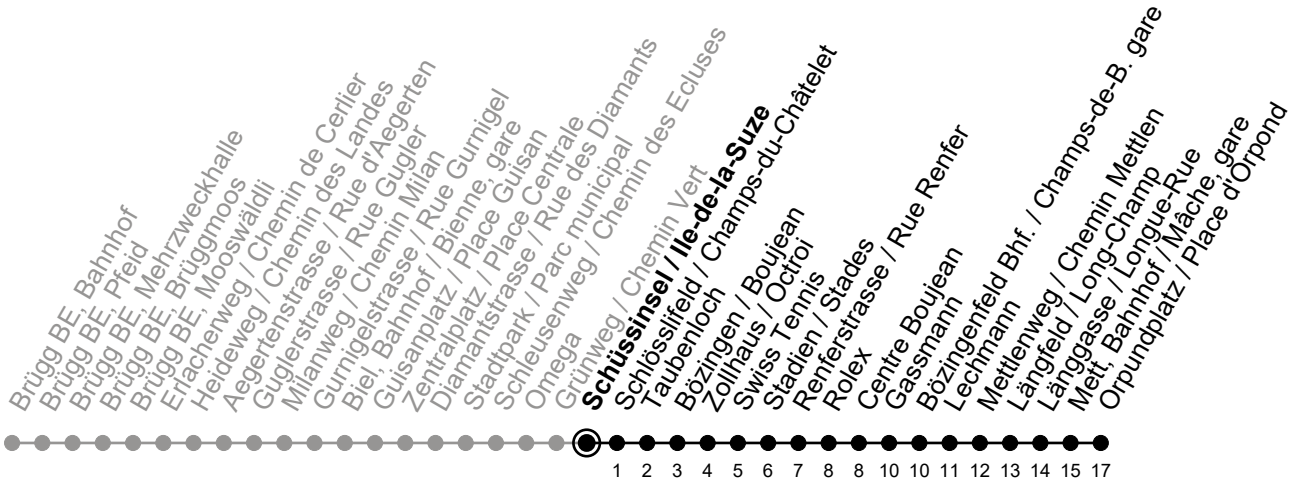 Brügg BE, Bahnhof
Brügg BE, Pfeid
Brügg BE, Mehrzweckhalle
Brügg BE, Brüggmoos
Brügg BE, Mooswäldli
Erlacherweg / Chemin de Cerlier
Heideweg / Chemin des Landes
Aegertenstrasse / Rue d'Aegerten
Guglerstrasse / Rue Gugler
Milanweg / Chemin Milan
Gurnigelstrasse / Rue Gurnigel
Biel, Bahnhof / Bienne, gare
Guisanplatz / Place Guisan
Zentralplatz / Place Centrale
Diamantstrasse / Rue des Diamants
Stadtpark / Parc municipal
Schleusenweg / Chemin des Ecluses
Omega
Grünweg / Chemin Vert
Schüssinsel / Ile-de-la-Suze
Schlösslifeld / Champs-du-Châtelet
Taubenloch
Bözingen / Boujean
Zollhaus / Octroi
Swiss Tennis
Stadien / Stades
Renferstrasse / Rue Renfer
Rolex
Centre Boujean
Gassmann
Bözingenfeld Bhf. / Champs-de-B. gare
Lechmann
Mettlenweg / Chemin Mettlen
Längfeld / Long-Champ
Länggasse / Longue-Rue
Mett, Bahnhof / Mâche, gare
Orpundplatz / Place d'Orpond
1 2 3 4 5 6 7 8 8 10 10 11 12 13 14 15 17